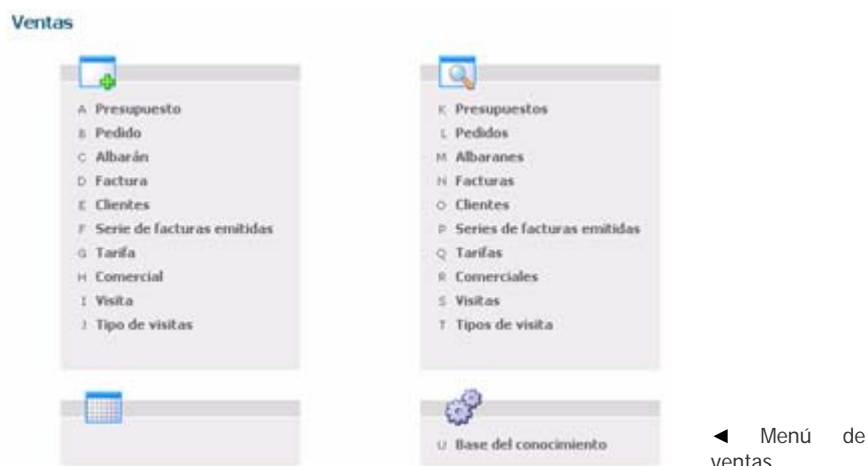 Ventas
A Presupuesto
B Pedido
C Albarán
D Factura
E Clientes
F Serie de facturas emitidas
G Tarifa
H Comercial
I Visita
J Tipo de visitas
K Presupuestos
L Pedidos
M Albaranes
N Facturas
O Clientes
P Series de facturas emitidas
Q Tarifas
R Comerciales
S Visitas
T Tipos de visita
U Base del conocimiento
◄ Menú de
ventas